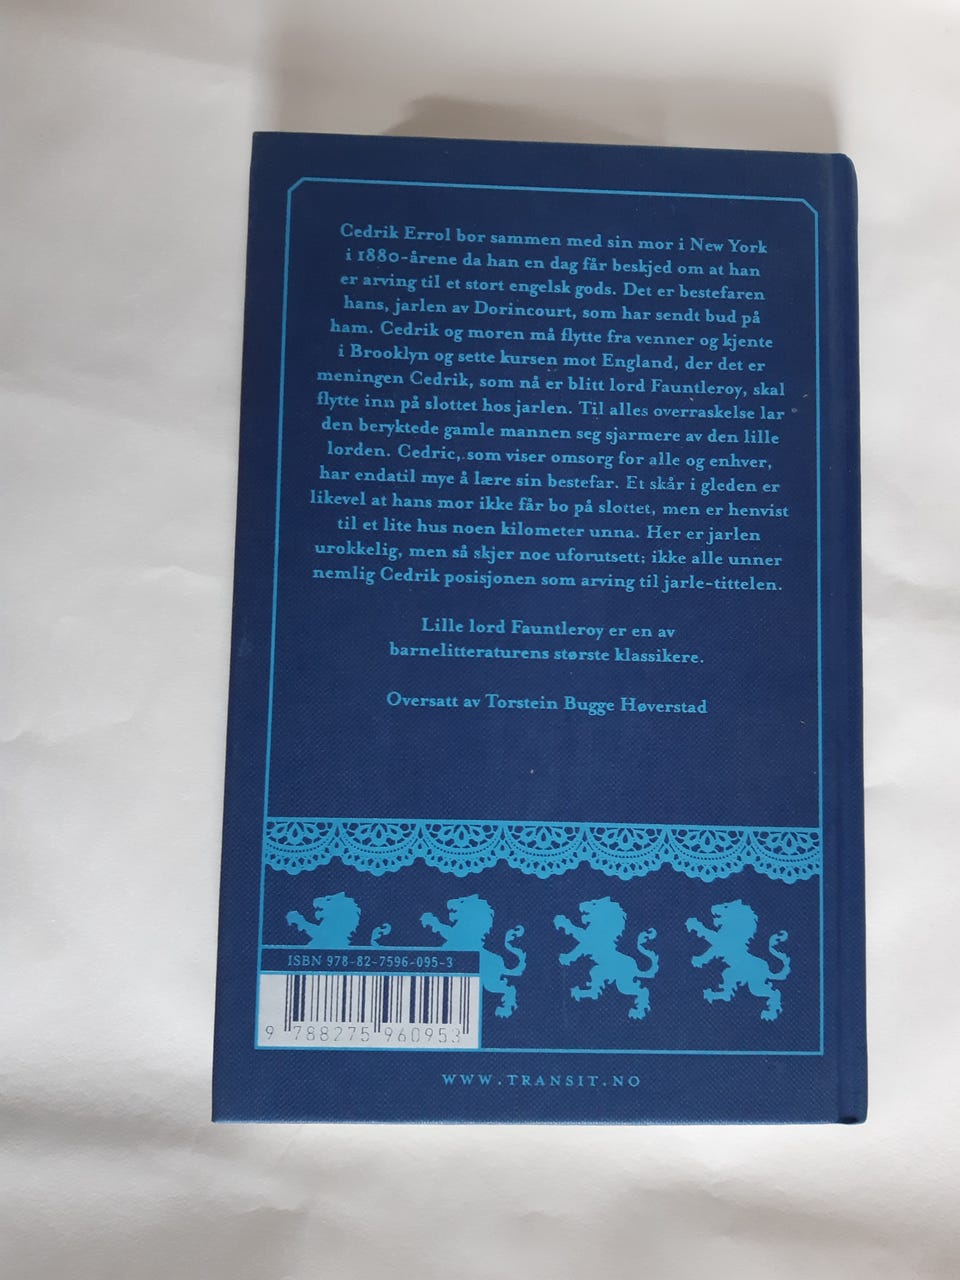 Cedrik Errol bor sammen med sin mor i New York
i 1880-årene da han en dag får beskjed om at han
er arving til et stort engelsk gods. Det er bestefaren
hans, jarlen av Dorincourt, som har sendt bud på
ham. Cedrik og moren må flytte fra venner og kjente
i Brooklyn og sette kursen mot England, der det er
meningen Cedrik, som nå er blitt lord Fauntleroy, skal
flytte inn på slottet hos jarlen. Til alles overraskelse lar
den beryktede gamle mannen seg sjarmere av den lille
lorden. Cedric, som viser omsorg for alle og enhver,
har endatil mye å lære sin bestefar. Et skår i gleden er
likevel at hans mor ikke får bo på slottet, men er henvist
til et lite hus noen kilometer unna. Her er jarlen
urokkelig, men så skjer noe uforutsett; ikke alle unner
nemlig Cedrik posisjonen som arving til jarle-tittelen.
Lille lord Fauntleroy er en av
barnelitteraturens største klassikere.
Oversatt av Torstein Bugge Høverstad
ISBN 978-82-7596-095-3
9 788275 960953
WWW.TRANSIT.NO